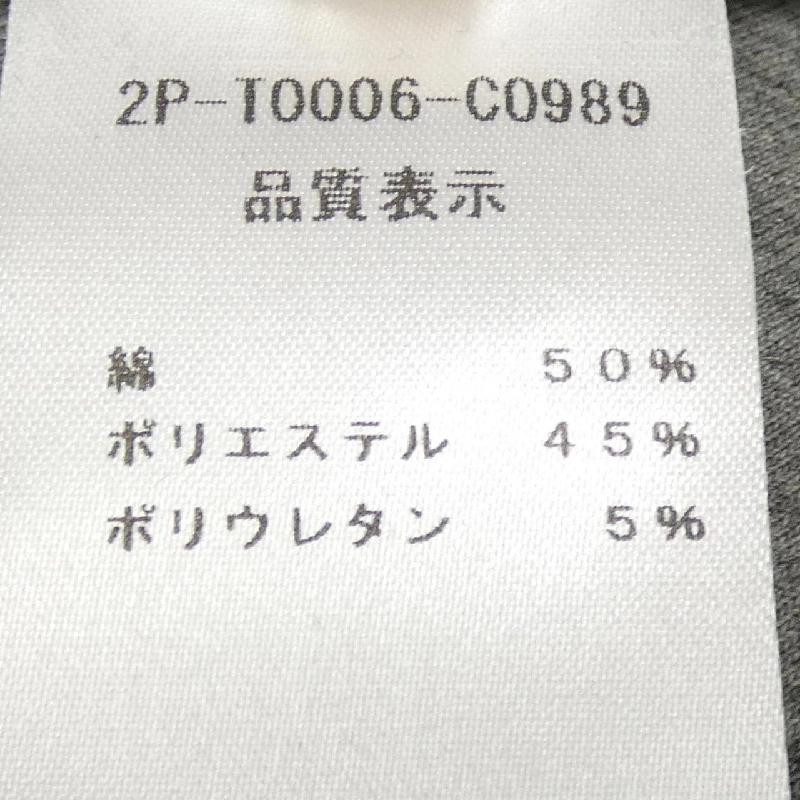 2P-T0006-C0989
品質表示
綿 50%
ポリエステル 45%
ポリウレタン 5%